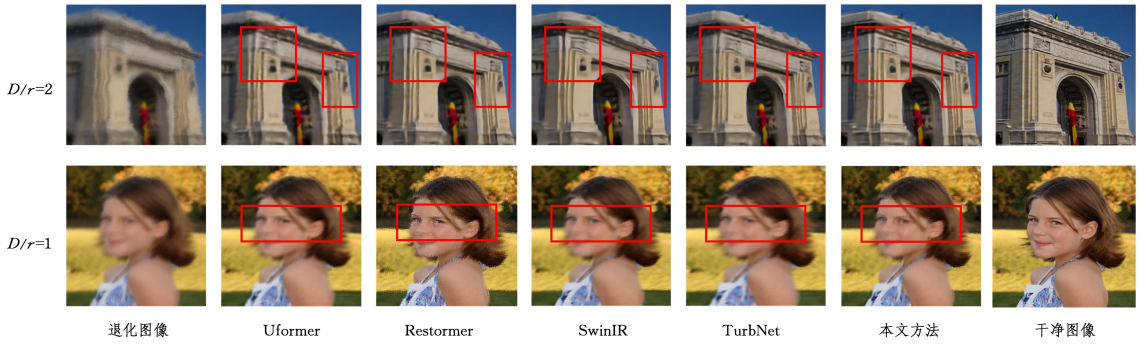 D/r=2
D/r=1
退化图像 Uformer Restormer SwinIR TurbNet 本文方法 干净图像